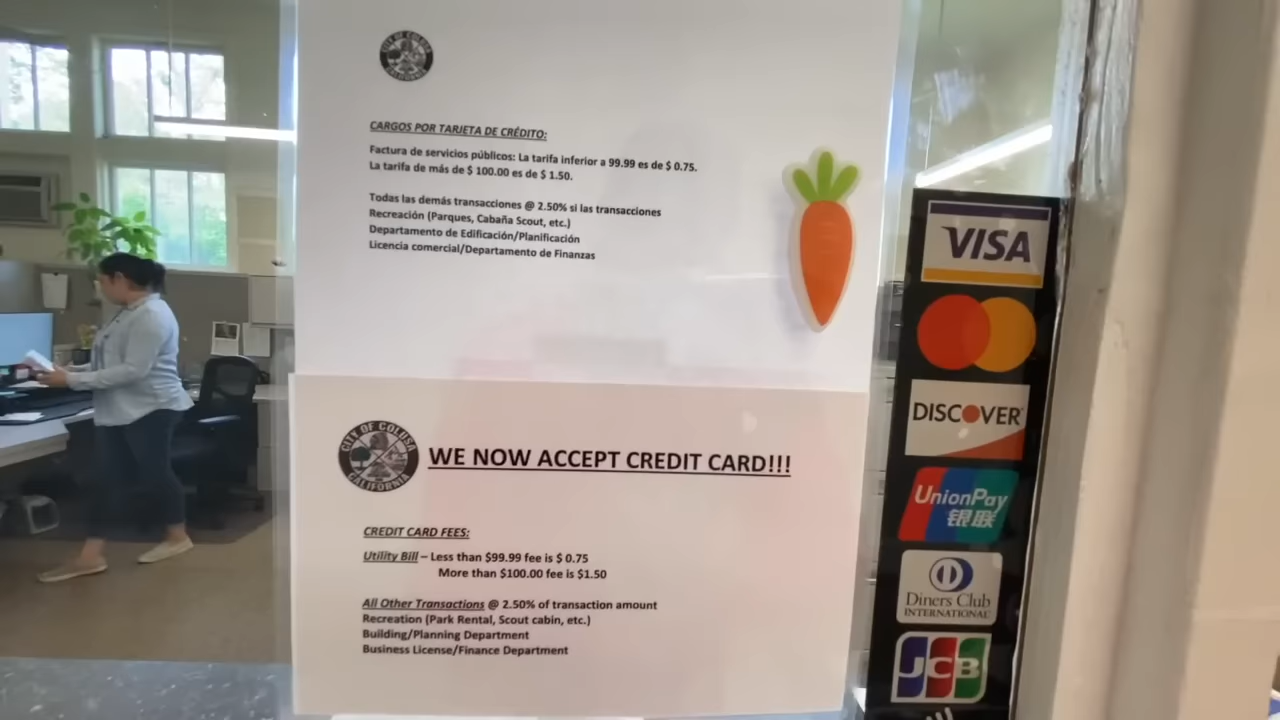 CITY OF COLUSA
CALIFORNIA
CARGOS POR TARJETA DE CRÉDITO:
Factura de servicios públicos: La tarifa inferior a 99.99 es de $ 0.75.
La tarifa de más de $ 100.00 es de $ 1.50.
Todas las demás transacciones @ 2.50% si las transacciones
Recreación (Parques, Cabaña Scout, etc.)
Departamento de Edificación/Planificación
Licencia comercial/Departamento de Finanzas
CITY OF COLUSA
CALIFORNIA
WE NOW ACCEPT CREDIT CARD!!!
CREDIT CARD FEES:
Utility Bill – Less than $99.99 fee is $ 0.75
More than $100.00 fee is $1.50
All Other Transactions @ 2.50% of transaction amount
Recreation (Park Rental, Scout cabin, etc.)
Building/Planning Department
Business License/Finance Department
VISA
DISCOVER
UnionPay
银联
Diners Club
INTERNATIONAL
JCB